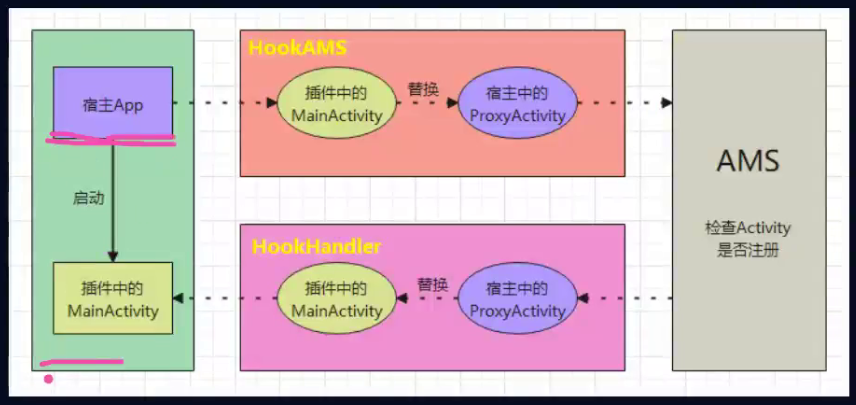 宿主App
启动
插件中的
MainActivity
HookAMS
插件中的
MainActivity
替换
宿主中的
ProxyActivity
HookHandler
插件中的
MainActivity
替换
宿主中的
ProxyActivity
AMS
检查Activity
是否注册